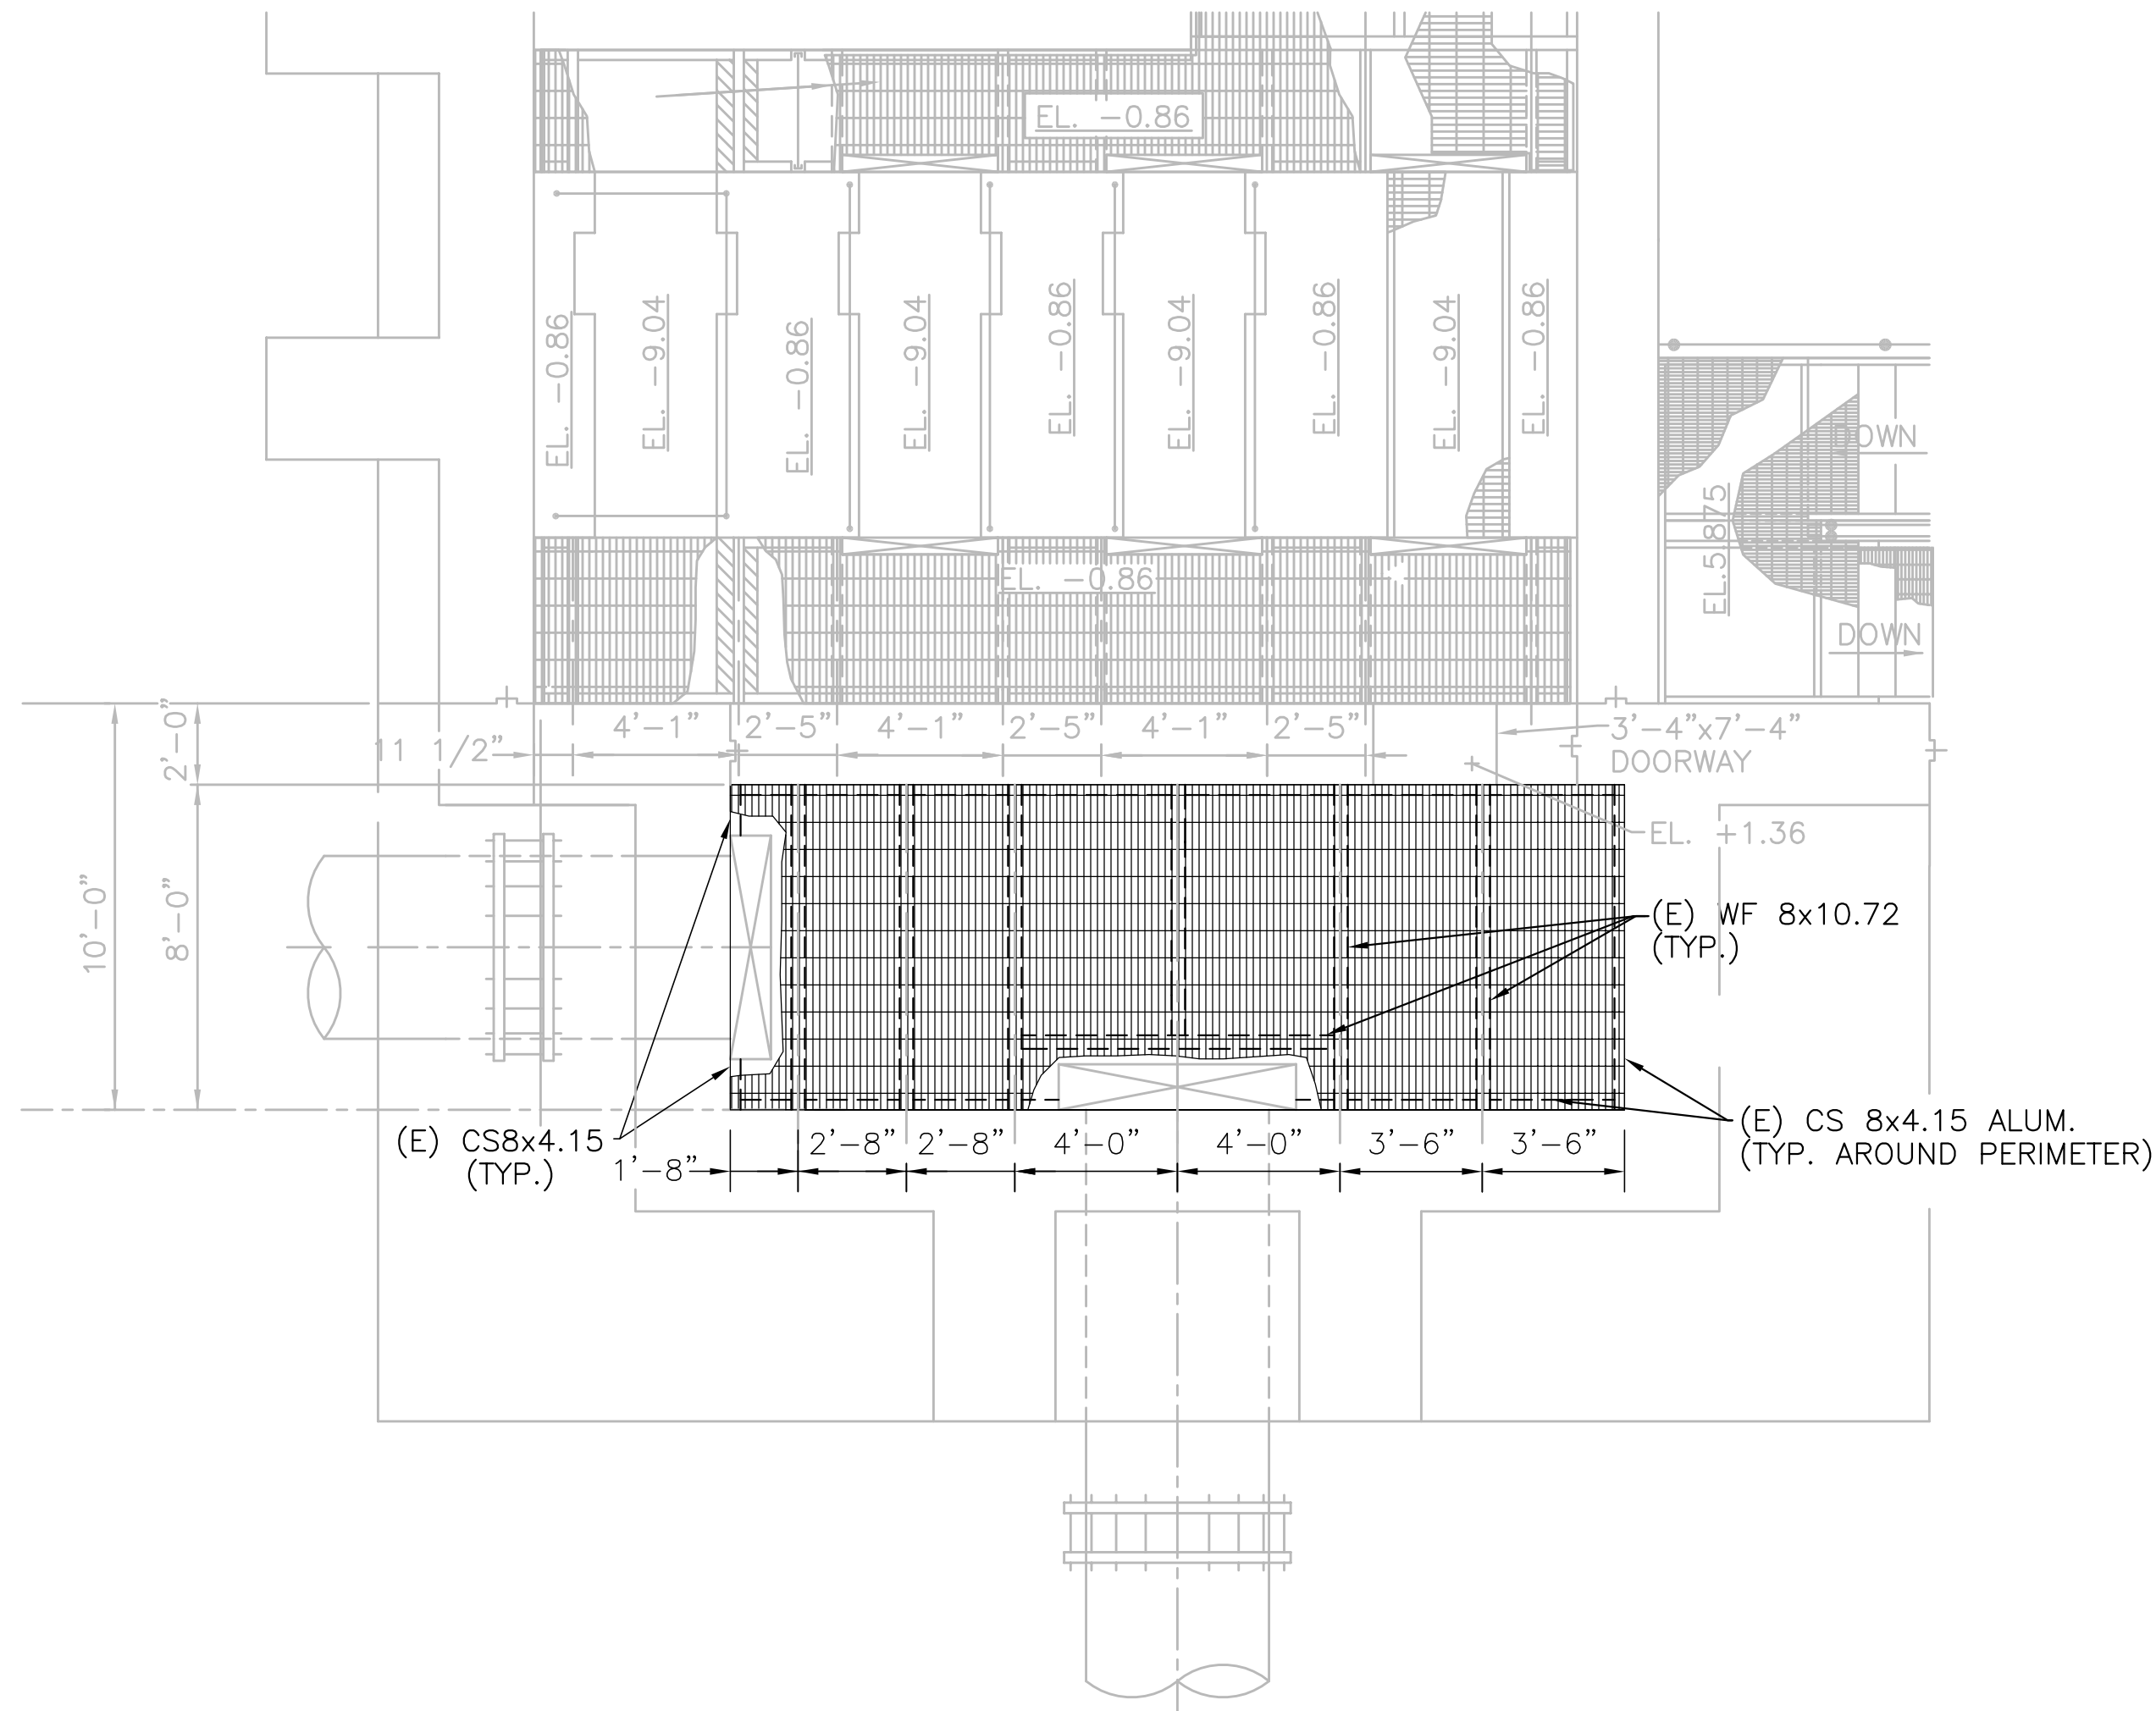 EL. -0.86
EL. -0.86
EL. -9.04
EL. -0.86
EL. -9.04
EL. -0.86
EL. -9.04
EL. -0.86
EL. -9.04
EL. -0.86
DOWN
EL.5.875
EL. -0.86
DOWN
2'-0"
11 1/2"
4'-1"
2'-5"
4'-1"
2'-5"
4'-1"
2'-5"
3'-4"x7'-4"
DOORWAY
EL. +1.36
10'-0"
8'-0"
(E) WF 8x10.72
(TYP.)
(E) CS8x4.15
(TYP.)
1'-8"
2'-8"
2'-8"
4'-0"
4'-0"
3'-6"
3'-6"
(E) CS 8x4.15 ALUM.
(TYP. AROUND PERIMETER)